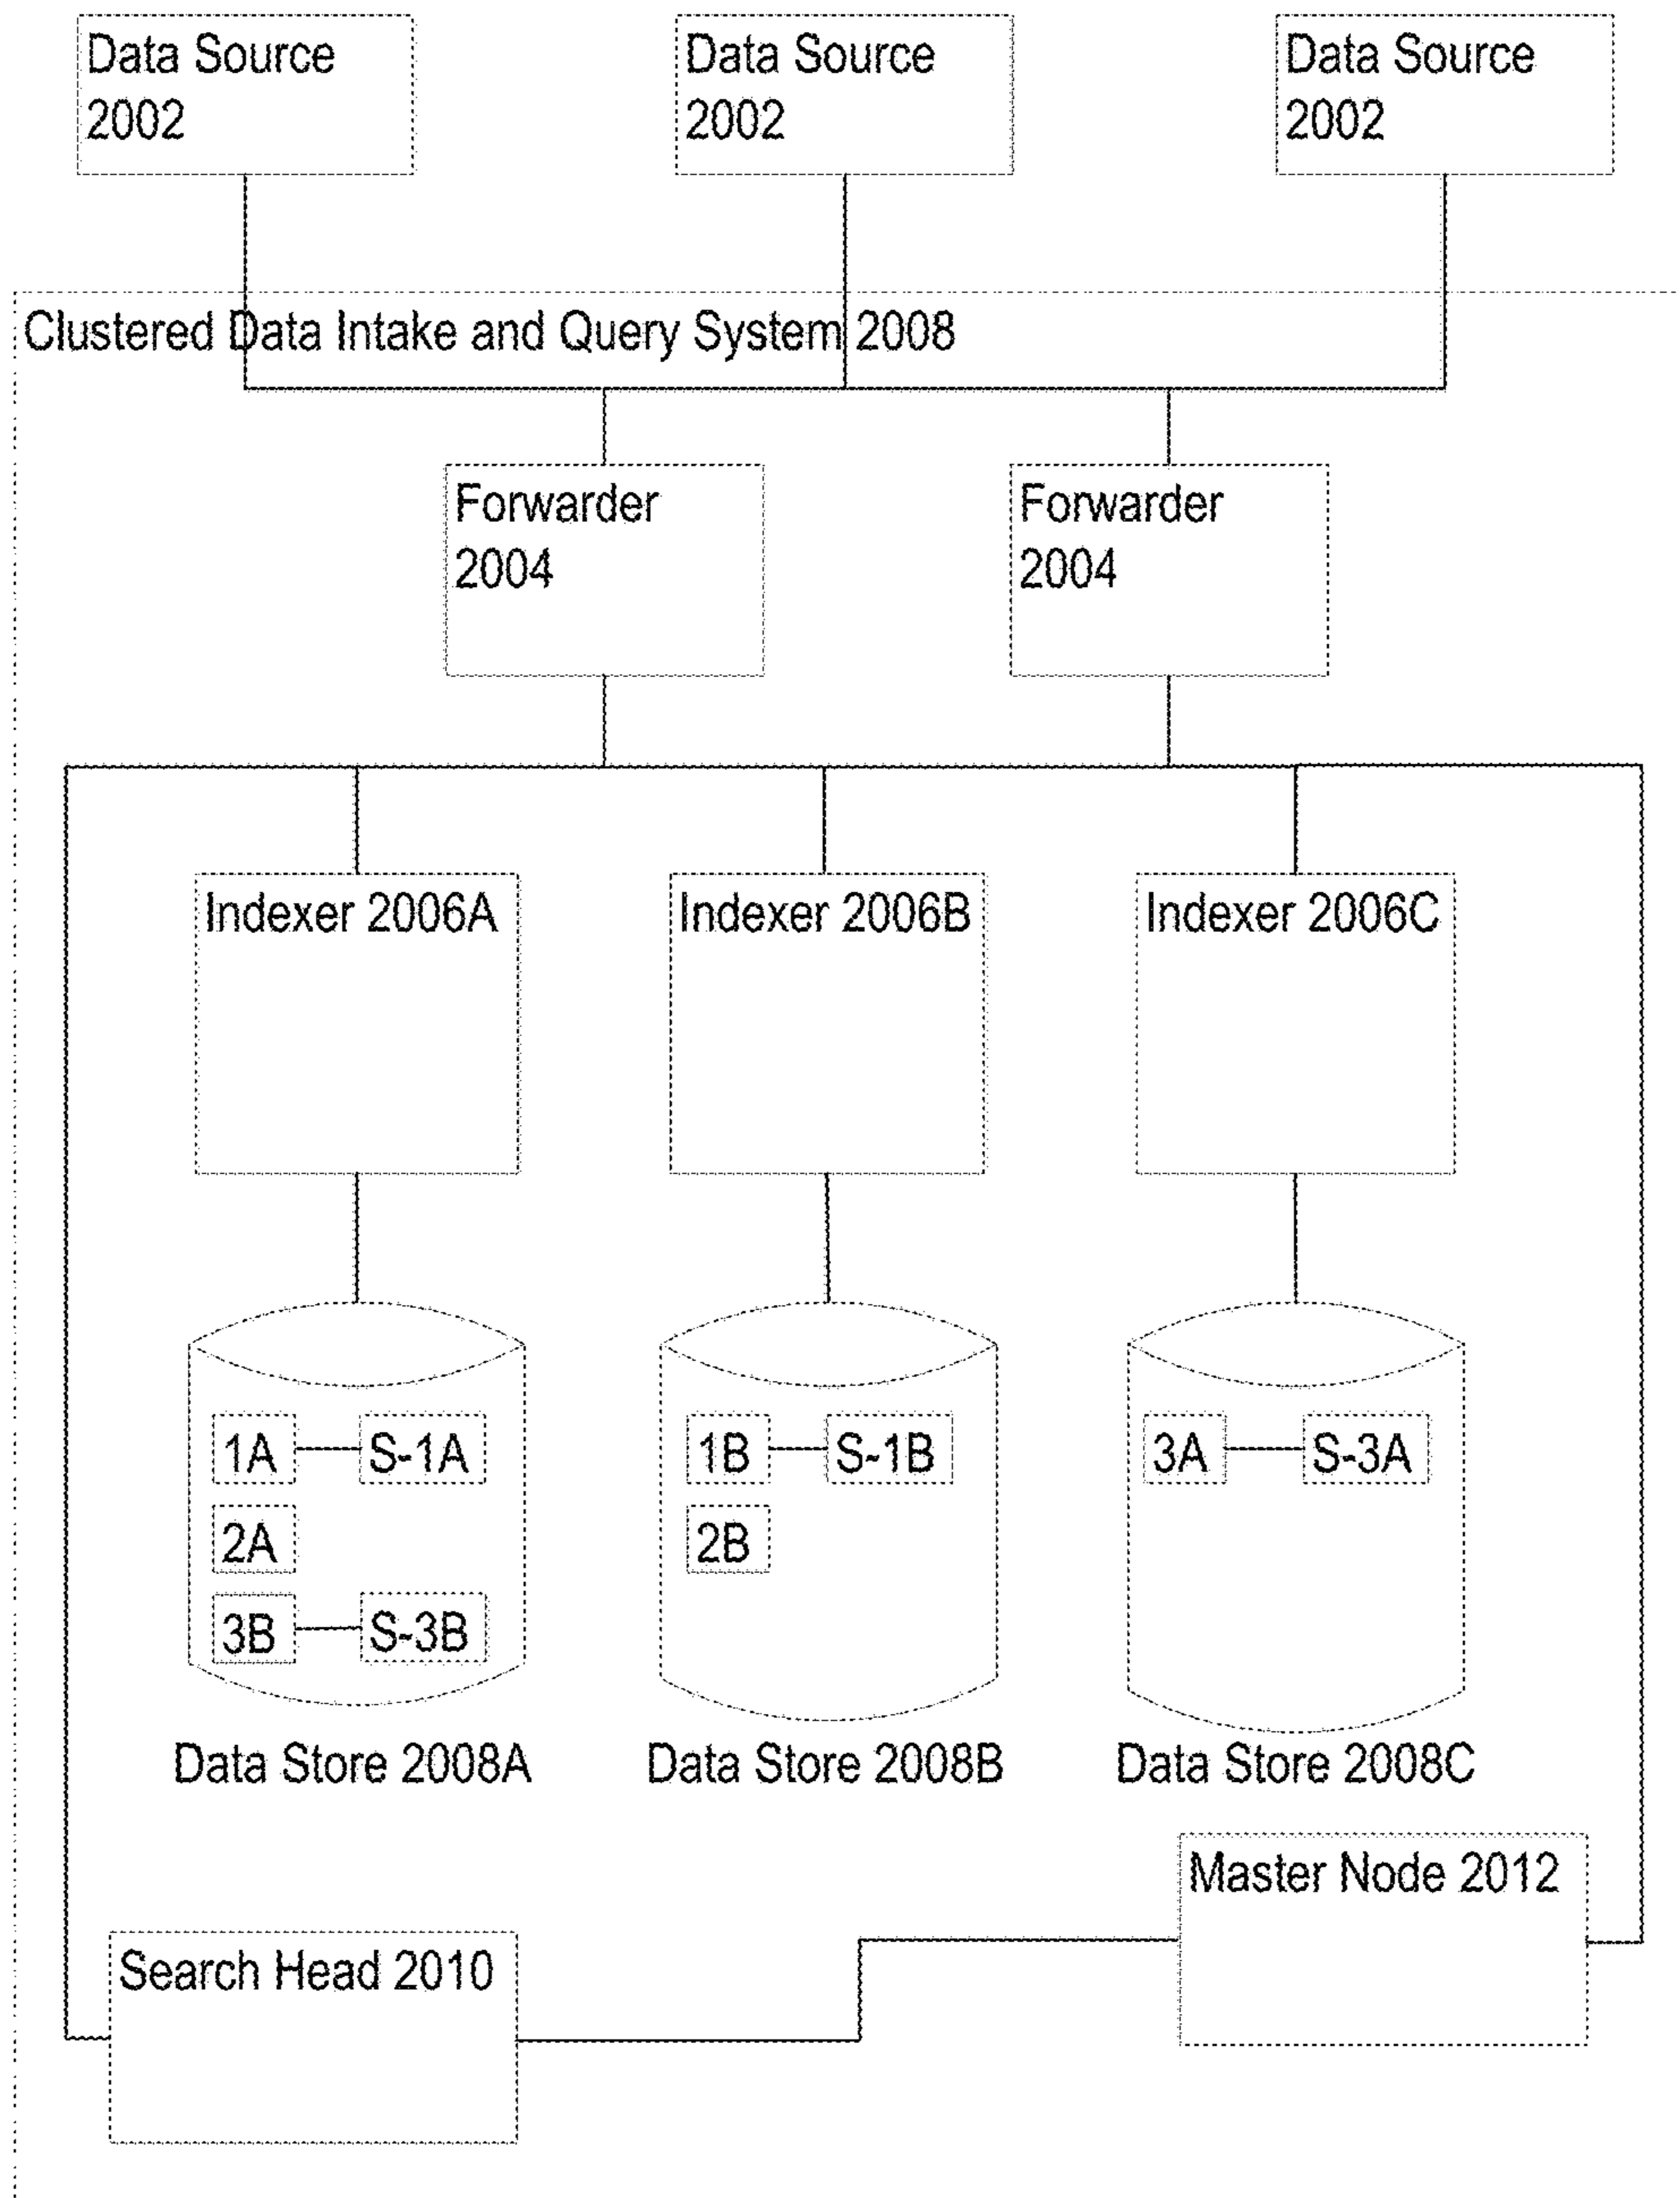 Data Source
2002
Data Source
2002
Data Source
2002
Clustered Data Intake and Query System 2008
Forwarder
2004
Forwarder
2004
Indexer 2006A
Indexer 2006B
Indexer 2006C
1A
S-1A
2A
3B
S-3B
1B
S-1B
2B
3A
S-3A
Data Store 2008A
Data Store 2008B
Data Store 2008C
Master Node 2012
Search Head 2010